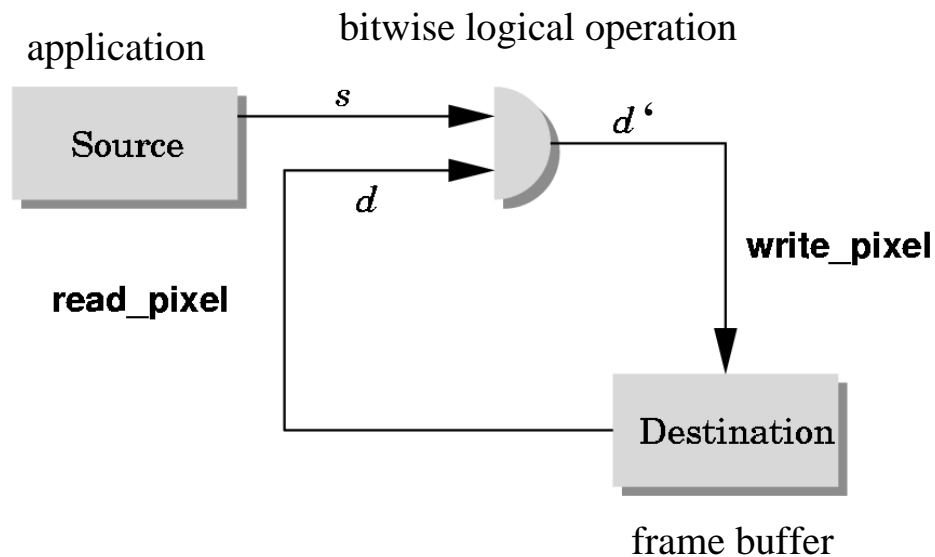 bitwise logical operation
application
s
d‘
Source
d
write_pixel
read_pixel
Destination
frame buffer